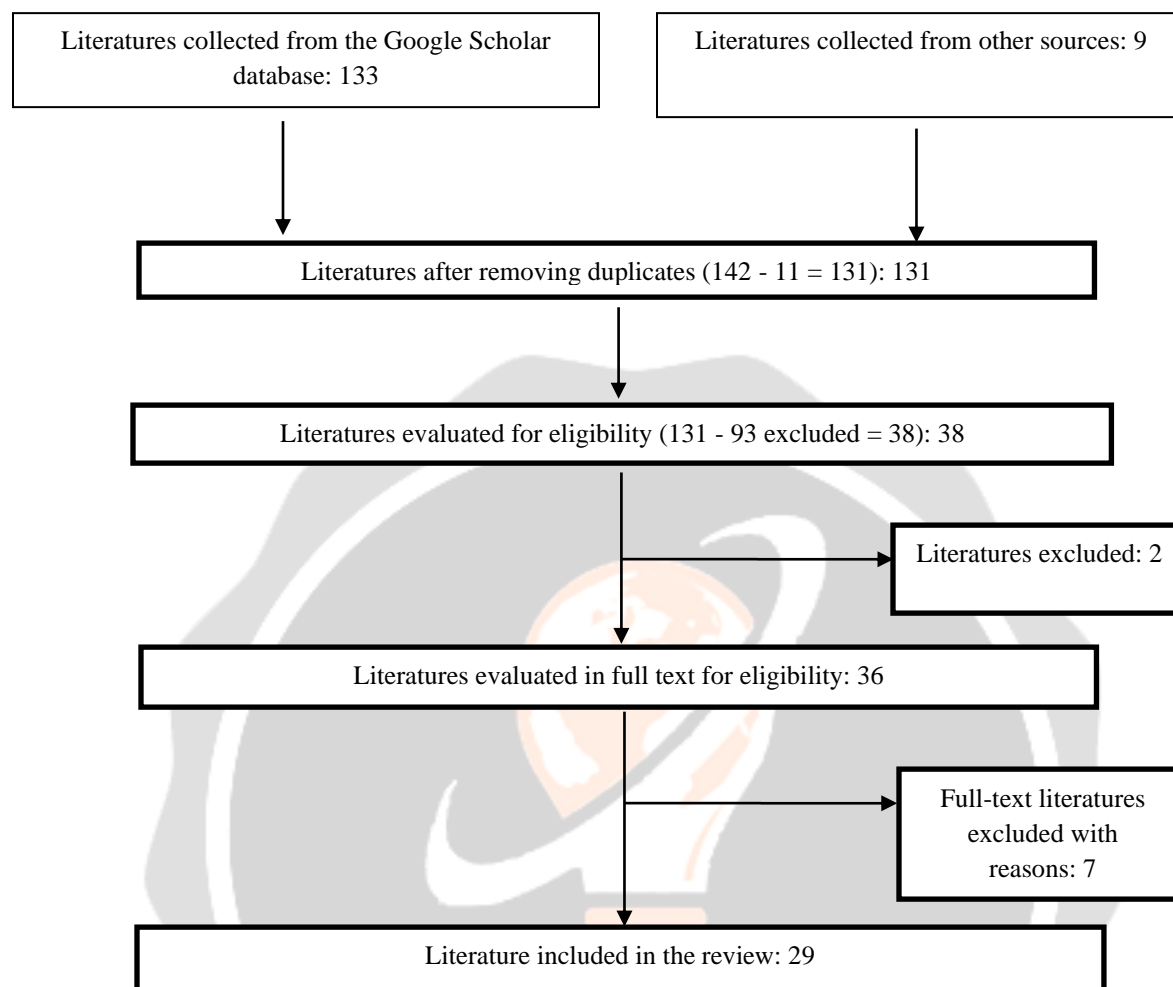 Literatures collected from the Google Scholar
database: 133
Literatures collected from other sources: 9
Literatures after removing duplicates (142 - 11 = 131): 131
Literatures evaluated for eligibility (131 - 93 excluded = 38): 38
Literatures excluded: 2
Literatures evaluated in full text for eligibility: 36
Full-text literatures
excluded with
reasons: 7
Literature included in the review: 29